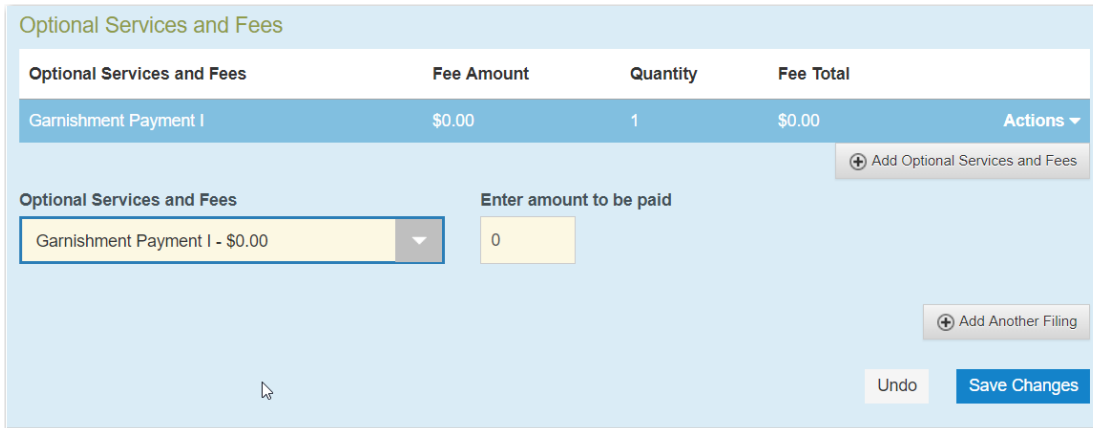 Optional Services and Fees
Optional Services and Fees Fee Amount Quantity Fee Total
Garnishment Payment I $0.00 1 $0.00 Actions
Add Optional Services and Fees
Optional Services and Fees Enter amount to be paid
Garnishment Payment I - $0.00 0
Add Another Filing
Undo Save Changes